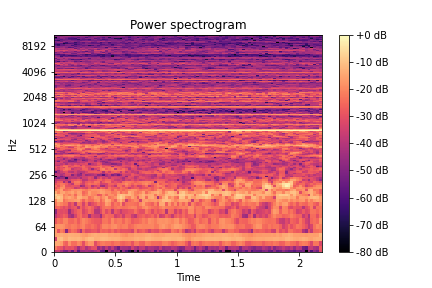 Power spectrogram
Hz
8192
4096
2048
1024
512
256
128
64
0
0 0.5 1 1.5 2
Time
+0 dB
-10 dB
-20 dB
-30 dB
-40 dB
-50 dB
-60 dB
-70 dB
-80 dB